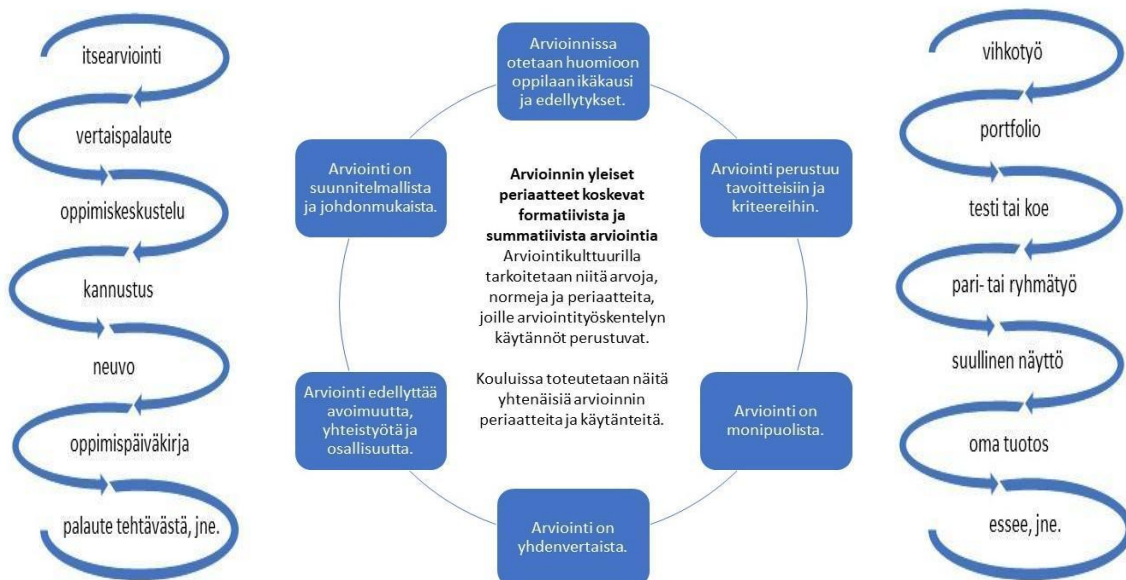 itsearviointi
vertaispalaute
oppimiskeskustelu
kannustus
neuvo
oppimispäiväkirja
palaute tehtävästä, jne.
Arvioinnissa
otetaan huomioon
oppilaan ikäkausi
ja edellytykset.
Arviointi on
suunnitelmallista
ja johdonmukaista.
Arvioinnin yleiset
periaatteet koskevat
formatiivista ja
summatiivista arviointia
Arviointikulttuurilla
tarkoitetaan niitä arvoja,
normeja ja periaatteita,
joille arviointityöskentelyn
käytännöt perustuvat.
Kouluissa toteutetaan näitä
yhtenäisiä arvioinnin
periaatteita ja käytänteitä.
Arviointi perustuu
tavoitteisiin ja
kriteereihin.
Arviointi edellyttää
avoimuutta,
yhteistyötä ja
osallisuutta.
Arviointi on
monipuolista.
Arviointi on
yhdenvertaista.
vihkotyö
portfolio
testi tai koe
pari- tai ryhmätyö
suullinen näyttö
oma tuotos
essee, jne.